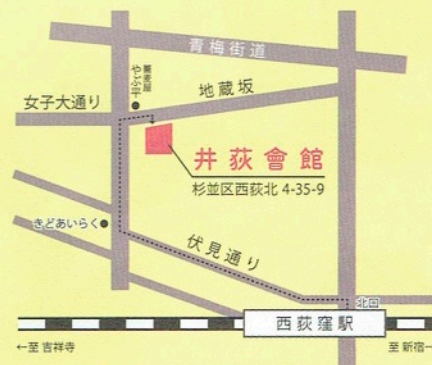 青梅街道
蕎麦屋
やぶ平
地蔵坂
女子大通り
井荻會館
杉並区西荻北 4-35-9
きどあいらく
伏見通り
北口
西荻窪駅
←至 吉祥寺
至 新宿→